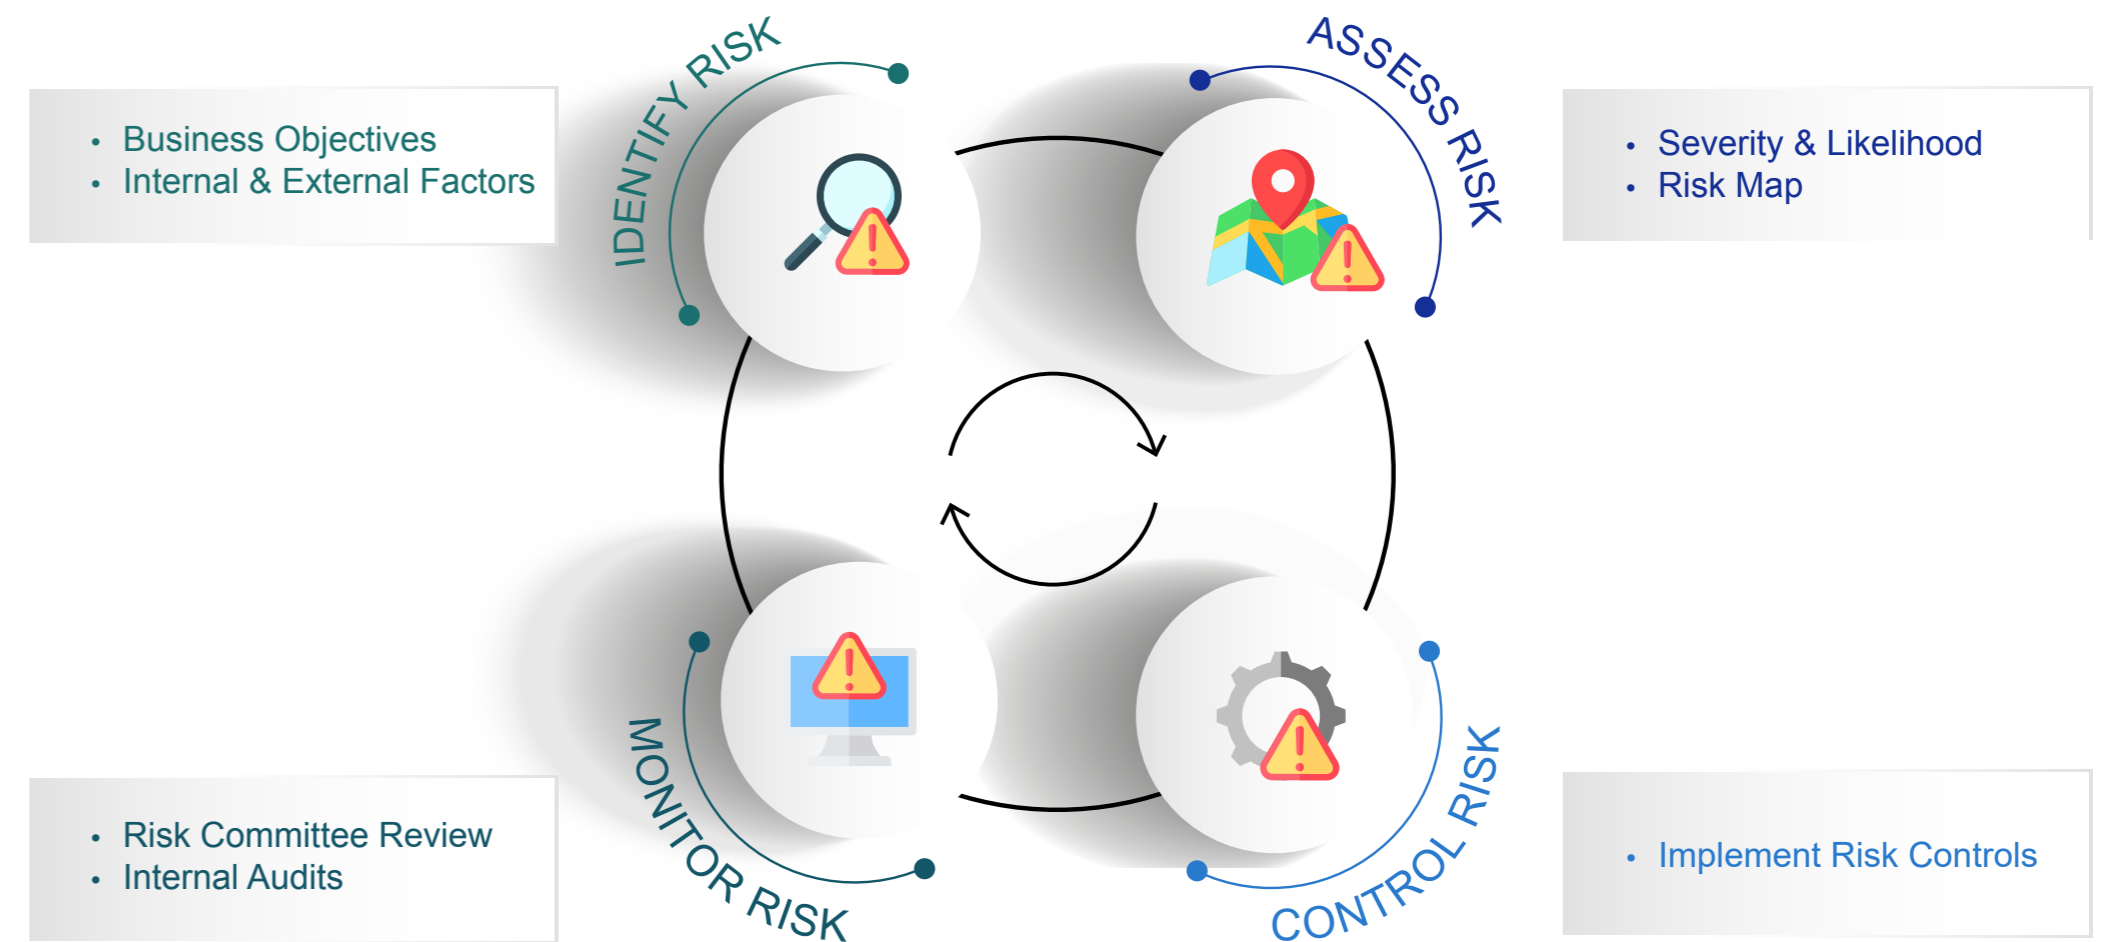 IDENTIFY RISK
• Business Objectives
• Internal & External Factors
ASSESS RISK
• Severity & Likelihood
• Risk Map
MONITOR RISK
• Risk Committee Review
• Internal Audits
CONTROL RISK
• Implement Risk Controls